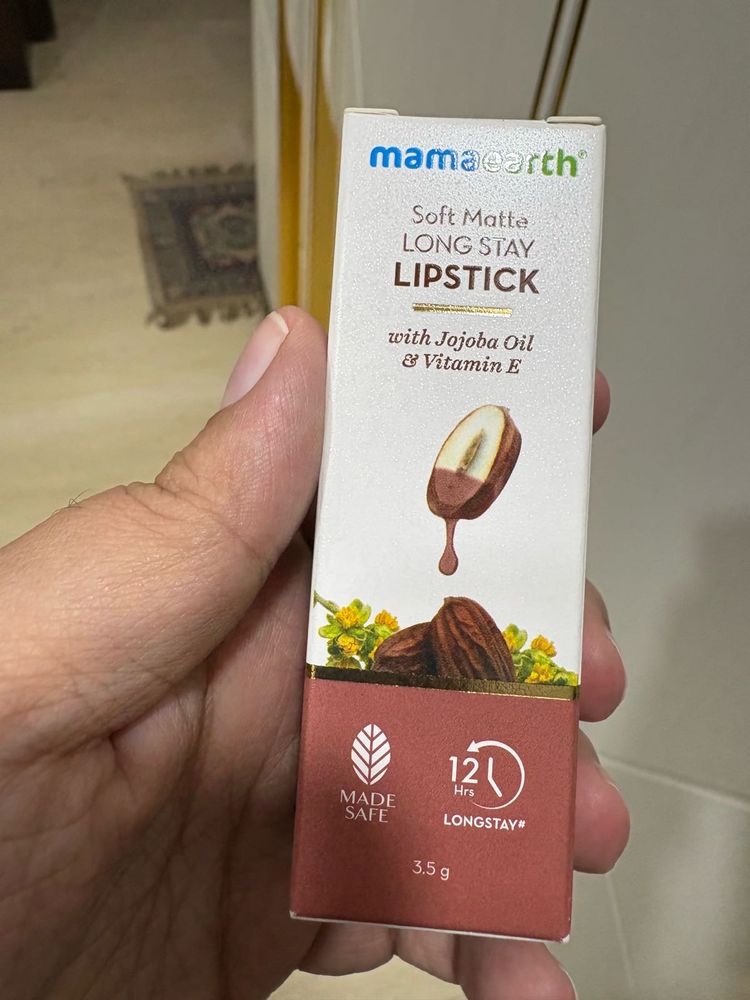 mamaearth®
Soft Matte
LONG STAY
LIPSTICK
with Jojoba Oil
& Vitamin E
MADE
SAFE
12
Hrs
LONGSTAY#
3.5 g